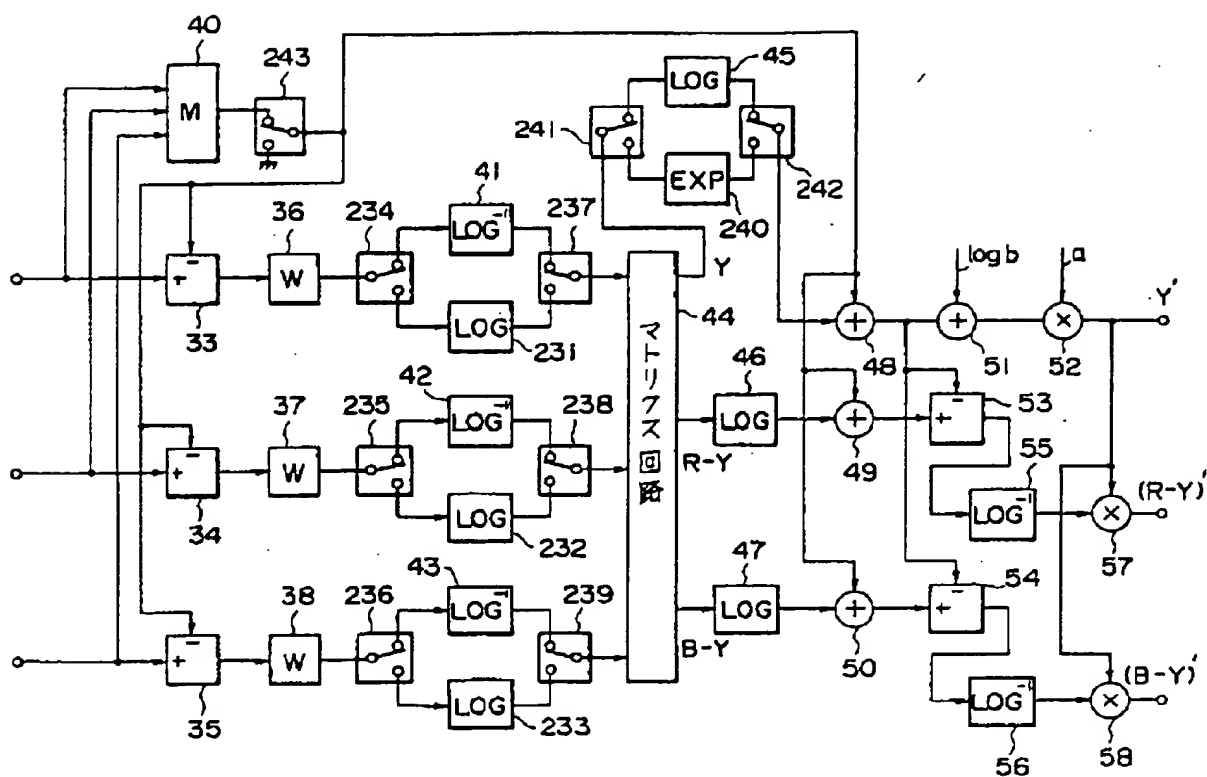 40
243
M
45
LOG
241
242
EXP
240
36
234
41
LOG⁻¹
237
-
+
W
LOG
33
231
Y
44
マトリクス回路
log b
a
Y'
+
+
×
48
51
52
37
235
42
LOG⁻¹
238
-
+
W
LOG
34
232
R-Y
46
LOG
+
49
-
+
53
55
LOG⁻¹
×
(R-Y)'
57
38
236
43
LOG⁻¹
239
-
+
W
LOG
35
233
B-Y
47
LOG
+
50
-
+
54
LOG⁻¹
56
×
(B-Y)'
58